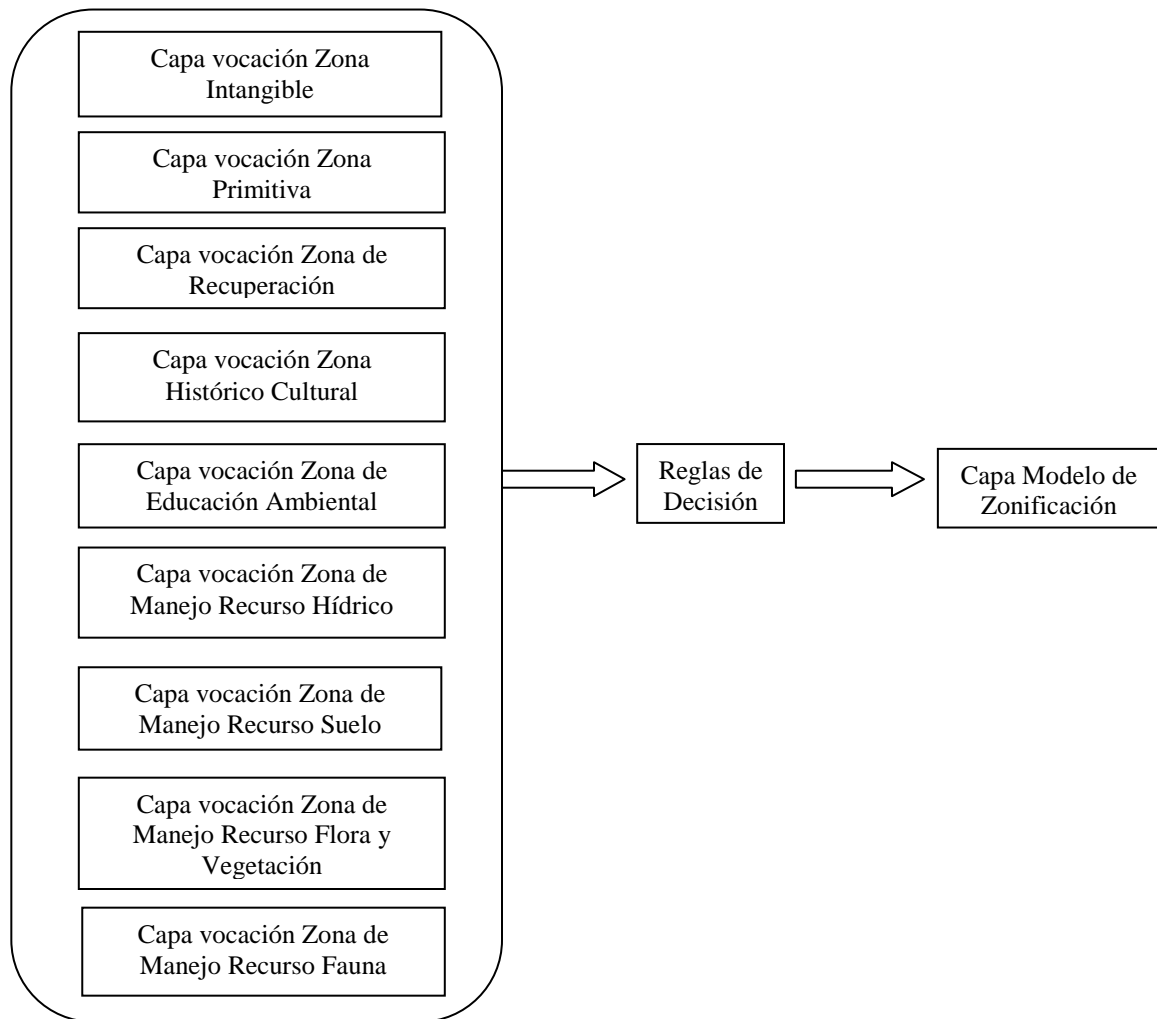 Capa vocación Zona
Intangible
Capa vocación Zona
Primitiva
Capa vocación Zona de
Recuperación
Capa vocación Zona
Histórico Cultural
Capa vocación Zona de
Educación Ambiental
Capa vocación Zona de
Manejo Recurso Hídrico
Capa vocación Zona de
Manejo Recurso Suelo
Capa vocación Zona de
Manejo Recurso Flora y
Vegetación
Capa vocación Zona de
Manejo Recurso Fauna
Reglas de
Decisión
Capa Modelo de
Zonificación